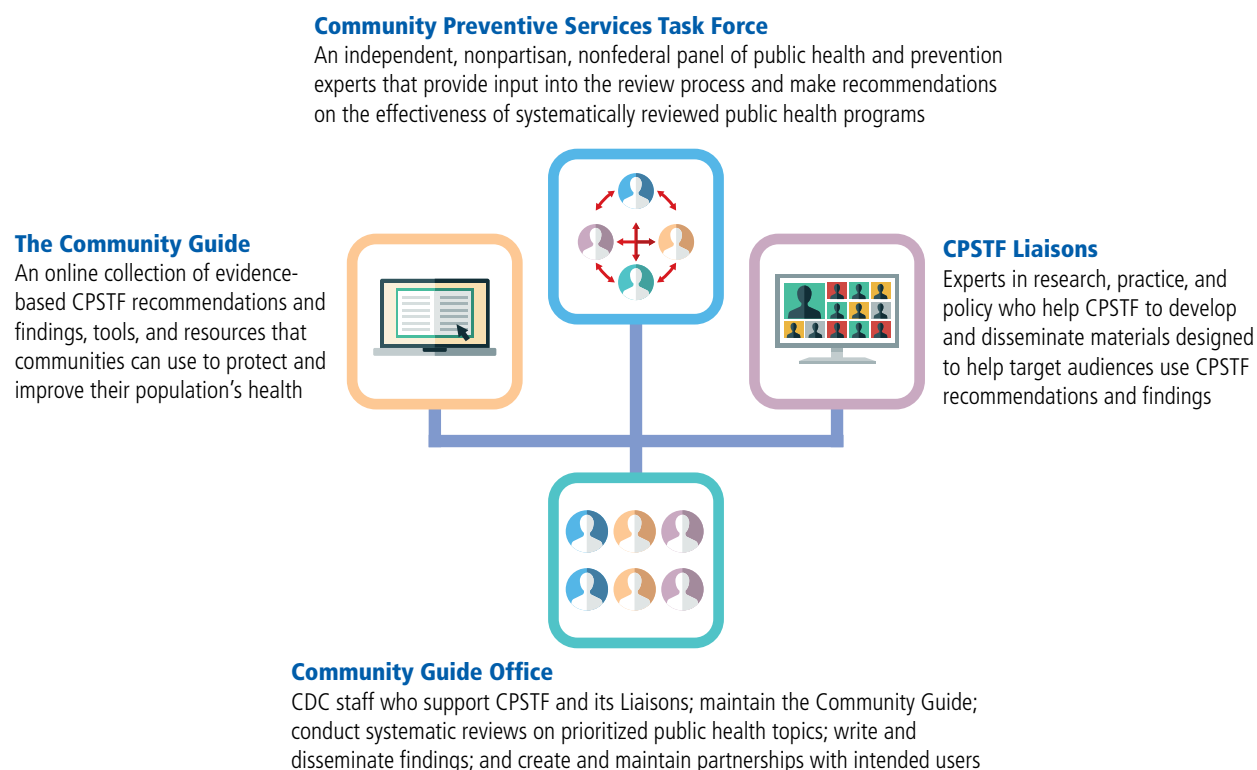 Community Preventive Services Task Force
An independent, nonpartisan, nonfederal panel of public health and prevention
experts that provide input into the review process and make recommendations
on the effectiveness of systematically reviewed public health programs
The Community Guide
An online collection of evidence-
based CPSTF recommendations and
findings, tools, and resources that
communities can use to protect and
improve their population’s health
CPSTF Liaisons
Experts in research, practice, and
policy who help CPSTF to develop
and disseminate materials designed
to help target audiences use CPSTF
recommendations and findings
Community Guide Office
CDC staff who support CPSTF and its Liaisons; maintain the Community Guide;
conduct systematic reviews on prioritized public health topics; write and
disseminate findings; and create and maintain partnerships with intended users